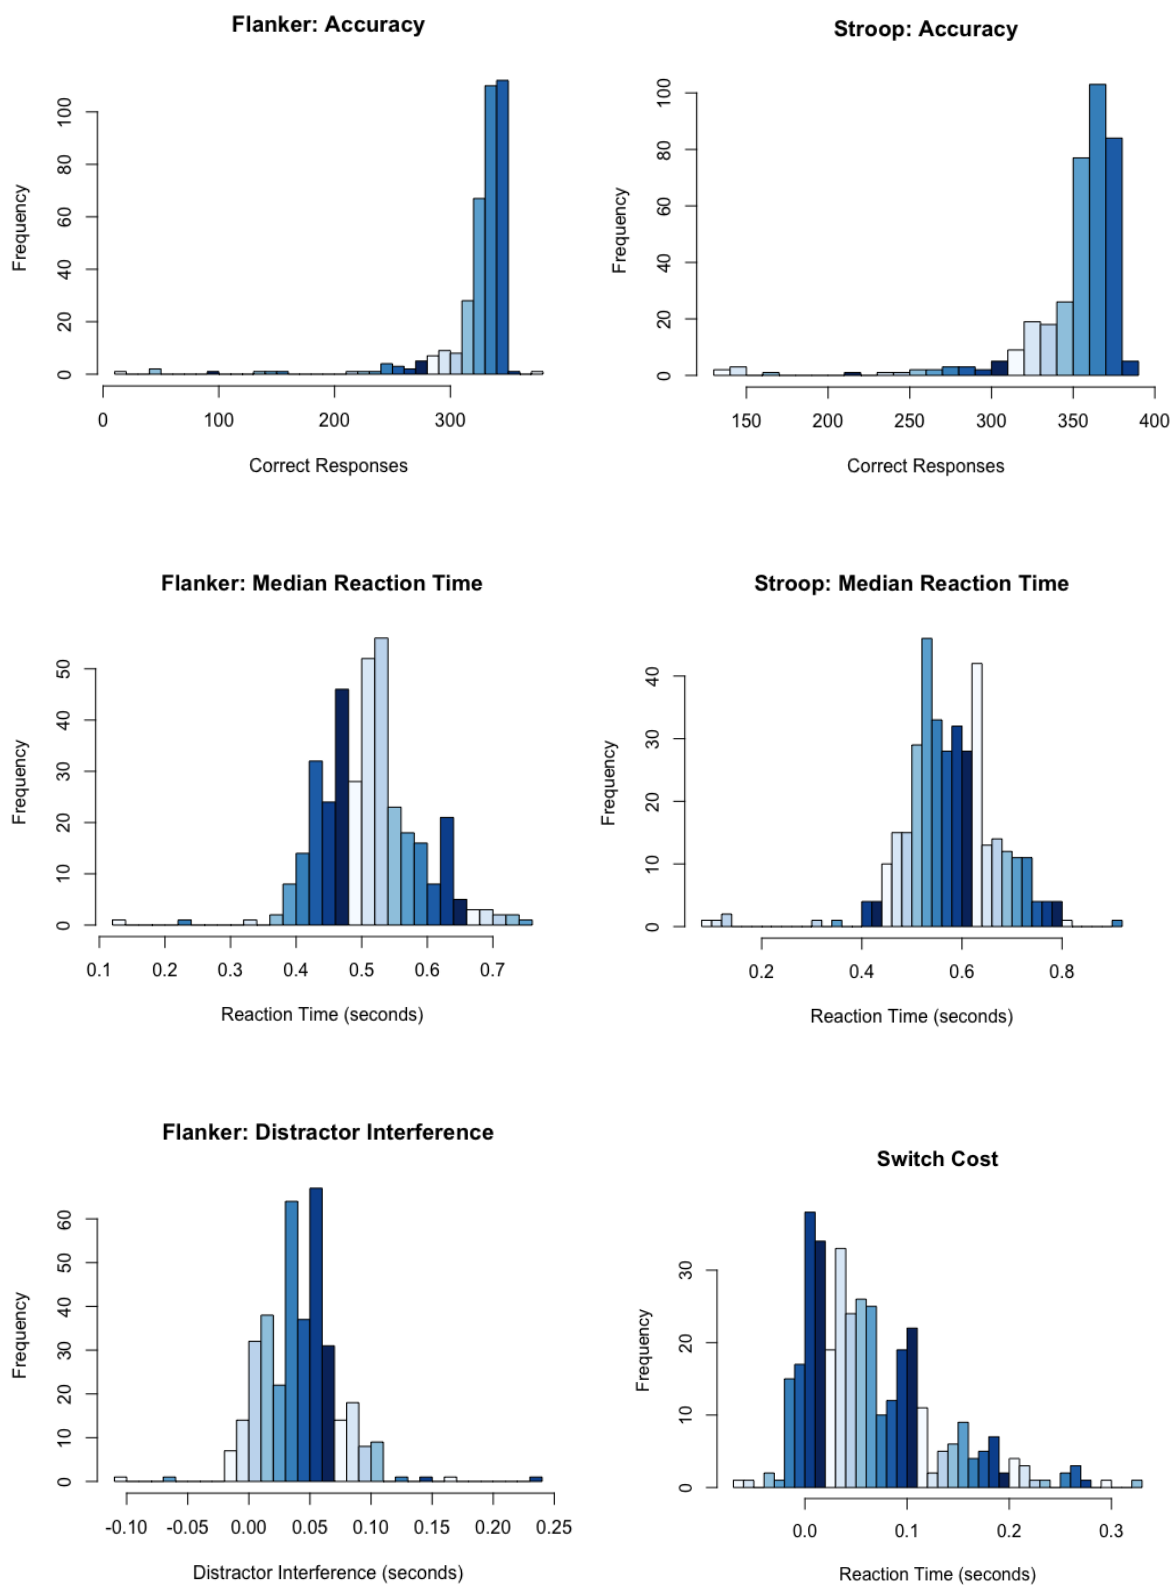 Flanker: Accuracy
Frequency
0 20 40 60 80 100
0 100 200 300
Correct Responses
Stroop: Accuracy
Frequency
0 20 40 60 80 100
150 200 250 300 350 400
Correct Responses
Flanker: Median Reaction Time
Frequency
0 10 20 30 40 50
0.1 0.2 0.3 0.4 0.5 0.6 0.7
Reaction Time (seconds)
Stroop: Median Reaction Time
Frequency
0 10 20 30 40
0.2 0.4 0.6 0.8
Reaction Time (seconds)
Flanker: Distractor Interference
Frequency
0 10 20 30 40 50 60
-0.10 -0.05 0.00 0.05 0.10 0.15 0.20 0.25
Distractor Interference (seconds)
Switch Cost
Frequency
0 10 20 30
0.0 0.1 0.2 0.3
Reaction Time (seconds)